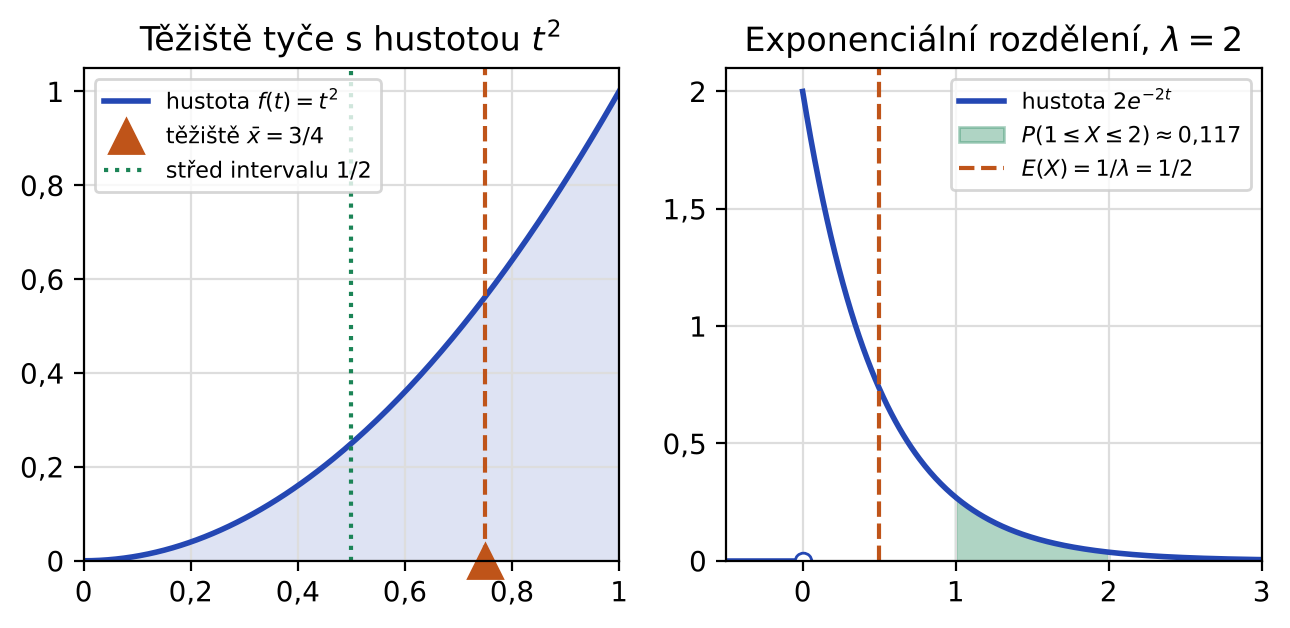 Těžiště tyče s hustotou t²
hustota f(t) = t²
těžiště x̄ = 3/4
střed intervalu 1/2
1
0,8
0,6
0,4
0,2
0
0 0,2 0,4 0,6 0,8 1
Exponenciální rozdělení, λ = 2
hustota 2e⁻²ᵗ
P(1 ≤ X ≤ 2) ≈ 0,117
E(X) = 1/λ = 1/2
2
1,5
1
0,5
0
0 1 2 3